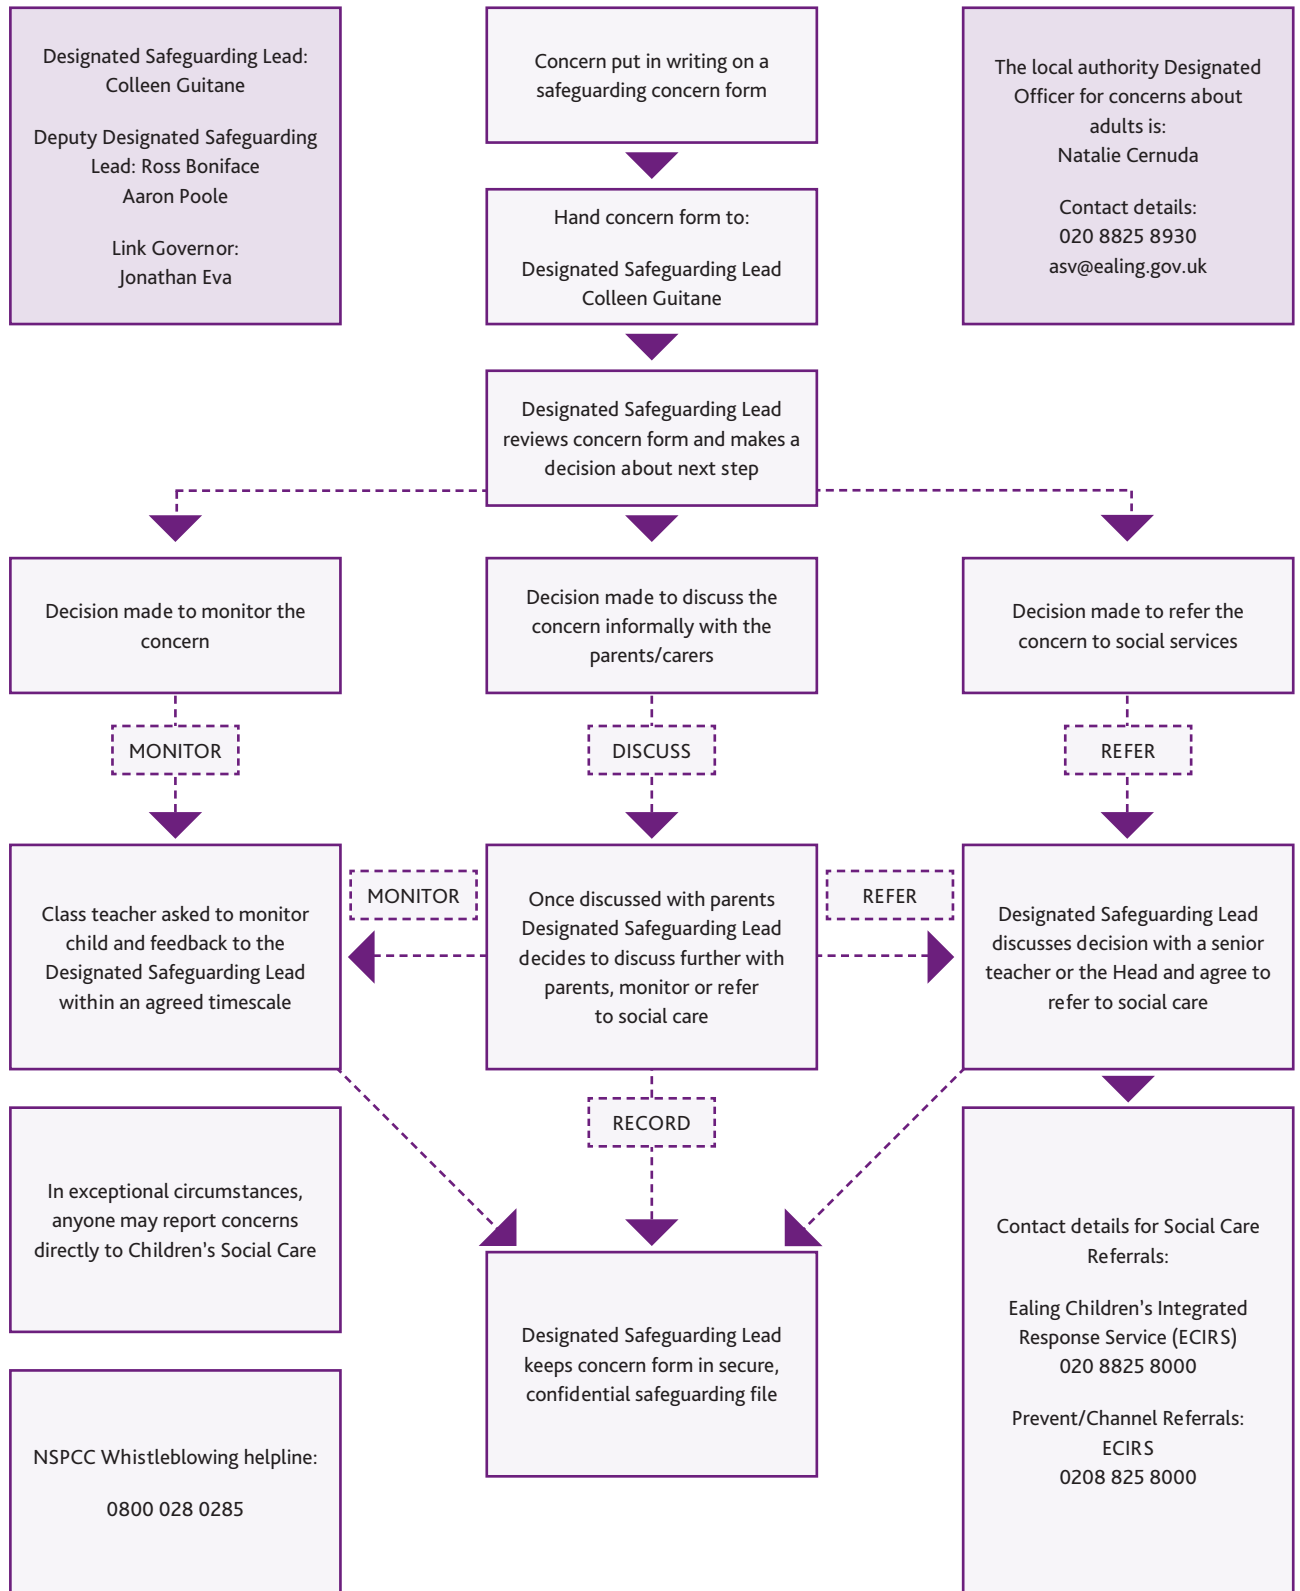 Designated Safeguarding Lead:
Colleen Guitane
Deputy Designated Safeguarding
Lead: Ross Boniface
Aaron Poole
Link Governor:
Jonathan Eva
Concern put in writing on a
safeguarding concern form
The local authority Designated
Officer for concerns about
adults is:
Natalie Cernuda
Contact details:
020 8825 8930
asv@ealing.gov.uk
Hand concern form to:
Designated Safeguarding Lead
Colleen Guitane
Designated Safeguarding Lead
reviews concern form and makes a
decision about next step
Decision made to monitor the
concern
Decision made to discuss the
concern informally with the
parents/carers
Decision made to refer the
concern to social services
MONITOR
DISCUSS
REFER
Class teacher asked to monitor
child and feedback to the
Designated Safeguarding Lead
within an agreed timescale
MONITOR
Once discussed with parents
Designated Safeguarding Lead
decides to discuss further with
parents, monitor or refer
to social care
REFER
Designated Safeguarding Lead
discusses decision with a senior
teacher or the Head and agree to
refer to social care
RECORD
In exceptional circumstances,
anyone may report concerns
directly to Children's Social Care
Designated Safeguarding Lead
keeps concern form in secure,
confidential safeguarding file
Contact details for Social Care
Referrals:
Ealing Children's Integrated
Response Service (ECIRS)
020 8825 8000
Prevent/Channel Referrals:
ECIRS
0208 825 8000
NSPCC Whistleblowing helpline:
0800 028 0285